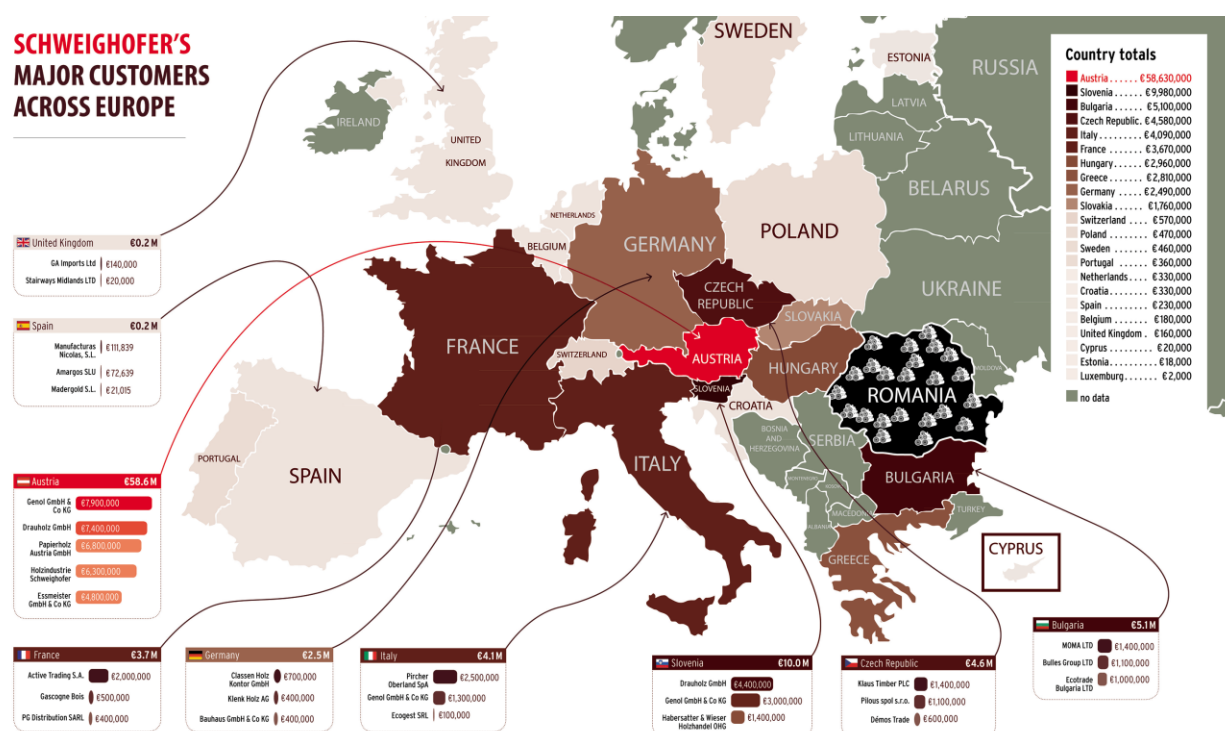 SCHWEIGHOFER'S
MAJOR CUSTOMERS
ACROSS EUROPE
SWEDEN
ESTONIA
RUSSIA
LATVIA
LITHUANIA
BELARUS
IRELAND
UNITED
KINGDOM
NETHERLANDS
BELGIUM
GERMANY
POLAND
UKRAINE
CZECH
REPUBLIC
SLOVAKIA
FRANCE
SWITZERLAND
AUSTRIA
HUNGARY
MOLDOVA
SLOVENIA
ROMANIA
CROATIA
BOSNIA
AND
HERZEGOVINA
SERBIA
ITALY
PORTUGAL
SPAIN
MONTENEGRO
KOSOVO
BULGARIA
MACEDONIA
ALBANIA
TURKEY
GREECE
CYPRUS
Country totals
Austria . . . . . . €58,630,000
Slovenia . . . . . . €9,980,000
Bulgaria . . . . . . €5,100,000
Czech Republic. €4,580,000
Italy . . . . . . . . . €4,090,000
France . . . . . . . €3,670,000
Hungary . . . . . . €2,960,000
Greece . . . . . . . €2,810,000
Germany . . . . . €2,490,000
Slovakia . . . . . . €1,760,000
Switzerland . . . . €570,000
Poland . . . . . . . . €470,000
Sweden . . . . . . . €460,000
Portugal . . . . . . . €360,000
Netherlands . . . . €330,000
Croatia . . . . . . . . €330,000
Spain . . . . . . . . . €230,000
Belgium . . . . . . . €180,000
United Kingdom . €160,000
Cyprus . . . . . . . . . €20,000
Estonia . . . . . . . . €18,000
Luxemburg . . . . . . €2,000
no data
United Kingdom €0.2 M
GA Imports Ltd €140,000
Stairways Midlands LTD €20,000
Spain €0.2 M
Manufacturas
Nicolas, S.L. €111,839
Amargos SLU €72,639
Madergold S.L. €21,015
Austria €58.6 M
Genol GmbH &
Co KG €7,900,000
Drauholz GmbH €7,400,000
Papierholz
Austria GmbH €6,800,000
Holzindustrie
Schweighofer €6,300,000
Essmeister
GmbH & Co KG €4,800,000
France €3.7 M
Active Trading S.A. €2,000,000
Gascogne Bois €500,000
PG Distribution SARL €400,000
Germany €2.5 M
Classen Holz
Kontor GmbH €700,000
Klenk Holz AG €400,000
Bauhaus GmbH & Co KG €400,000
Italy €4.1 M
Pircher
Oberland SpA €2,500,000
Genol GmbH & Co KG €1,300,000
Ecogest SRL €100,000
Slovenia €10.0 M
Drauholz GmbH €4,400,000
Genol GmbH & Co KG €3,000,000
Habersatter & Wieser
Holzhandel OHG €1,400,000
Czech Republic €4.6 M
Klaus Timber PLC €1,400,000
Pilous spol s.r.o. €1,100,000
Démos Trade €600,000
Bulgaria €5.1 M
MOMA LTD €1,400,000
Bulles Group LTD €1,100,000
Ecotrade
Bulgaria LTD €1,000,000